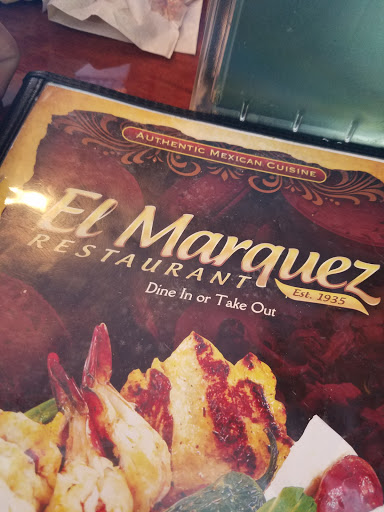 AUTHENTIC MEXICAN CUISINE
El Marquez
RESTAURANT
Est. 1935
Dine In or Take Out